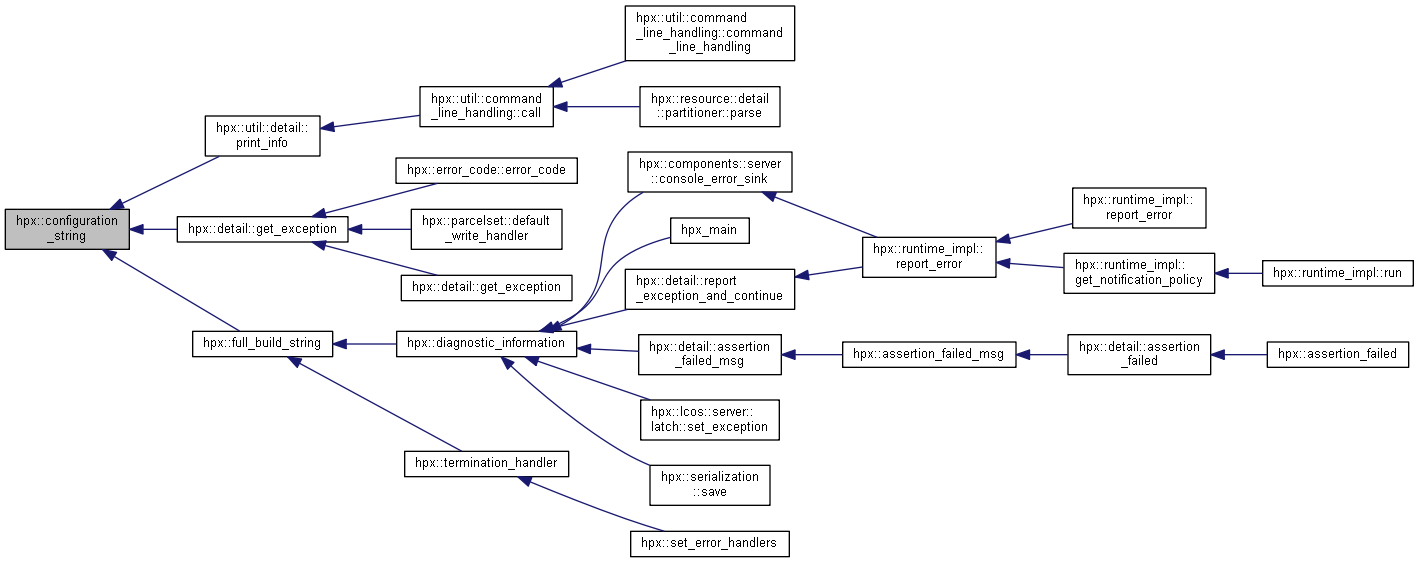 hpx::util::command
_line_handling::command
_line_handling
hpx::util::command
_line_handling::call
hpx::resource::detail
::partitioner::parse
hpx::util::detail::
print_info
hpx::error_code::error_code
hpx::components::server
::console_error_sink
hpx::configuration
_string
hpx::detail::get_exception
hpx::parcelset::default
_write_handler
hpx_main
hpx::runtime_impl::
report_error
hpx::runtime_impl::
report_error
hpx::detail::get_exception
hpx::detail::report
_exception_and_continue
hpx::runtime_impl::
get_notification_policy
hpx::runtime_impl::run
hpx::full_build_string
hpx::diagnostic_information
hpx::detail::assertion
_failed_msg
hpx::assertion_failed_msg
hpx::detail::assertion
_failed
hpx::assertion_failed
hpx::lcos::server::
latch::set_exception
hpx::termination_handler
hpx::serialization
::save
hpx::set_error_handlers